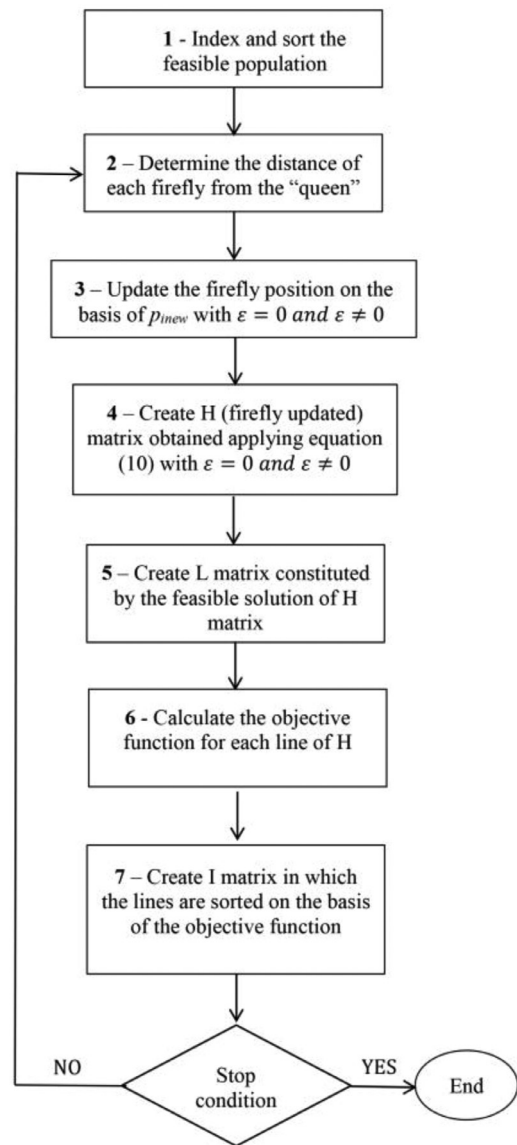 1 - Index and sort the
feasible population
2 – Determine the distance of
each firefly from the “queen”
3 – Update the firefly position on the
basis of pinew with ε = 0 and ε ≠ 0
4 – Create H (firefly updated)
matrix obtained applying equation
(10) with ε = 0 and ε ≠ 0
5 – Create L matrix constituted
by the feasible solution of H
matrix
6 - Calculate the objective
function for each line of H
7 – Create I matrix in which
the lines are sorted on the basis
of the objective function
NO
Stop
condition
YES
End